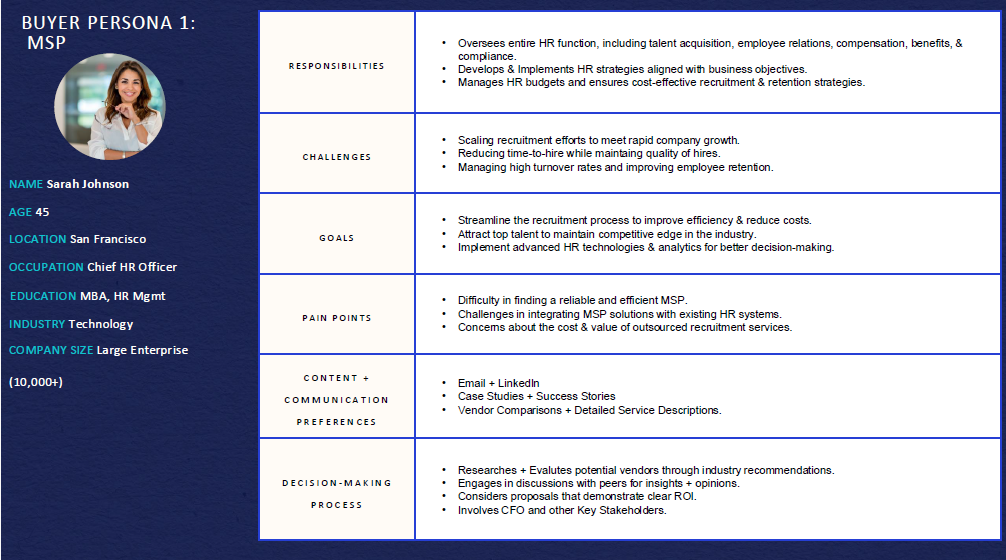 BUYER PERSONA 1:
MSP
NAME Sarah Johnson
AGE 45
LOCATION San Francisco
OCCUPATION Chief HR Officer
EDUCATION MBA, HR Mgmt
INDUSTRY Technology
COMPANY SIZE Large Enterprise
(10,000+)
RESPONSIBILITIES
• Oversees entire HR function, including talent acquisition, employee relations, compensation, benefits, &
compliance.
• Develops & Implements HR strategies aligned with business objectives.
• Manages HR budgets and ensures cost-effective recruitment & retention strategies.
CHALLENGES
• Scaling recruitment efforts to meet rapid company growth.
• Reducing time-to-hire while maintaing quality of hires.
• Managing high turnover rates and improving employee retention.
GOALS
• Streamline the recruitment process to improve efficiency & reduce costs.
• Attract top talent to maintain competitive edge in the industry.
• Implement advanced HR technologies & analytics for better decision-making.
PAIN POINTS
• Difficulty in finding a reliable and efficient MSP.
• Challenges in integrating MSP solutions with existing HR systems.
• Concerns about the cost & value of outsourced recruitment services.
CONTENT +
COMMUNICATION
PREFERENCES
• Email + LinkedIn
• Case Studies + Success Stories
• Vendor Comparisons + Detailed Service Descriptions.
DECISION-MAKING
PROCESS
• Researches + Evalutes potential vendors through industry recommendations.
• Engages in discussions with peers for insights + opinions.
• Considers proposals that demonstrate clear ROI.
• Involves CFO and other Key Stakeholders.